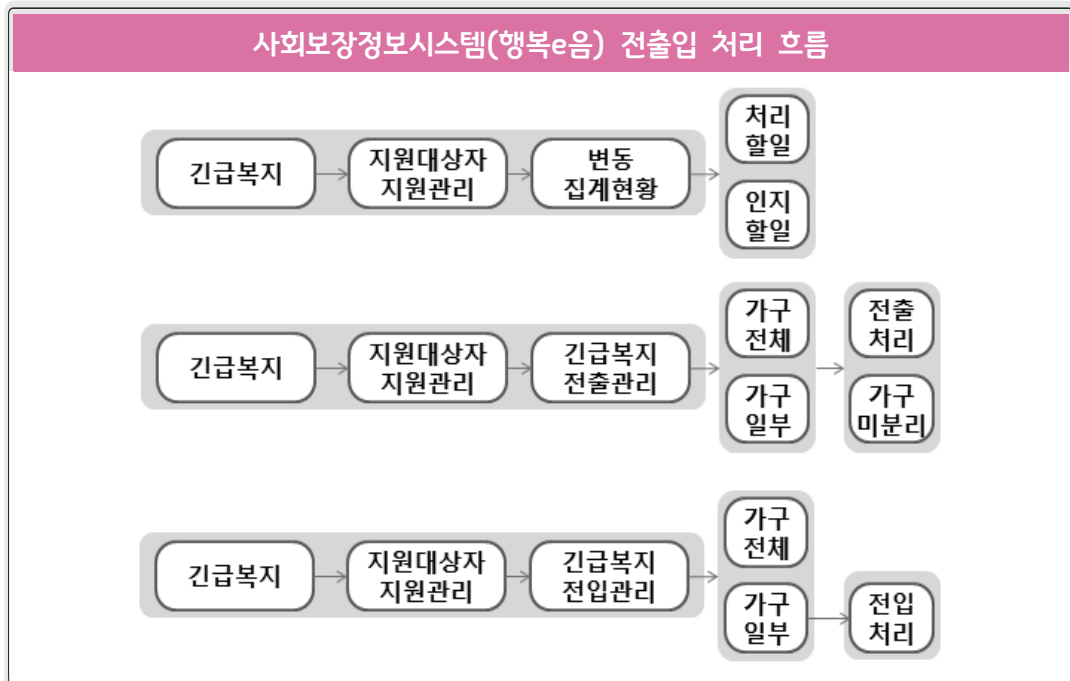 사회보장정보시스템(행복e음) 전출입 처리 흐름
긴급복지
지원대상자
지원관리
변동
집계현황
처리
할일
인지
할일
긴급복지
지원대상자
지원관리
긴급복지
전출관리
가구
전체
가구
일부
전출
처리
가구
미분리
긴급복지
지원대상자
지원관리
긴급복지
전입관리
가구
전체
가구
일부
전입
처리